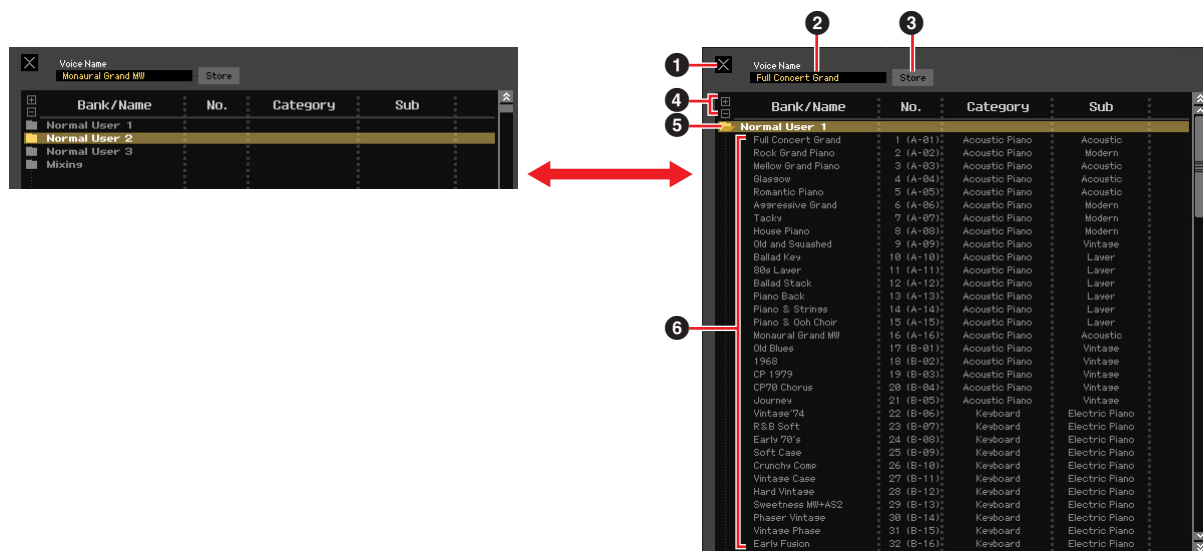 Voice Name
Monaural Grand MW Store
Bank/Name No. Category Sub
Normal User 1
Normal User 2
Normal User 3
Mixing
2 3
1 Voice Name
Full Concert Grand Store
4 Bank/Name No. Category Sub
5 Normal User 1
Full Concert Grand 1 (A-01) Acoustic Piano Acoustic
Rock Grand Piano 2 (A-02) Acoustic Piano Modern
Mellow Grand Piano 3 (A-03) Acoustic Piano Acoustic
Glasgow 4 (A-04) Acoustic Piano Acoustic
Romantic Piano 5 (A-05) Acoustic Piano Acoustic
Aggressive Grand 6 (A-06) Acoustic Piano Modern
Tacky 7 (A-07) Acoustic Piano Modern
House Piano 8 (A-08) Acoustic Piano Modern
Old and Squashed 9 (A-09) Acoustic Piano Vintage
Ballad Key 10 (A-10) Acoustic Piano Layer
80s Layer 11 (A-11) Acoustic Piano Layer
Ballad Stack 12 (A-12) Acoustic Piano Layer
Piano Back 13 (A-13) Acoustic Piano Layer
Piano & Strings 14 (A-14) Acoustic Piano Layer
6 Piano & Ooh Choir 15 (A-15) Acoustic Piano Layer
Monaural Grand MW 16 (A-16) Acoustic Piano Acoustic
Old Blues 17 (B-01) Acoustic Piano Vintage
1968 18 (B-02) Acoustic Piano Vintage
CP 1979 19 (B-03) Acoustic Piano Vintage
CP70 Chorus 20 (B-04) Acoustic Piano Vintage
Journey 21 (B-05) Acoustic Piano Vintage
Vintage'74 22 (B-06) Keyboard Electric Piano
R&B Soft 23 (B-07) Keyboard Electric Piano
Early 70's 24 (B-08) Keyboard Electric Piano
Soft Case 25 (B-09) Keyboard Electric Piano
Crunchy Comp 26 (B-10) Keyboard Electric Piano
Vintage Case 27 (B-11) Keyboard Electric Piano
Hard Vintage 28 (B-12) Keyboard Electric Piano
Sweetness MW+AS2 29 (B-13) Keyboard Electric Piano
Phaser Vintage 30 (B-14) Keyboard Electric Piano
Vintage Phase 31 (B-15) Keyboard Electric Piano
Early Fusion 32 (B-16) Keyboard Electric Piano